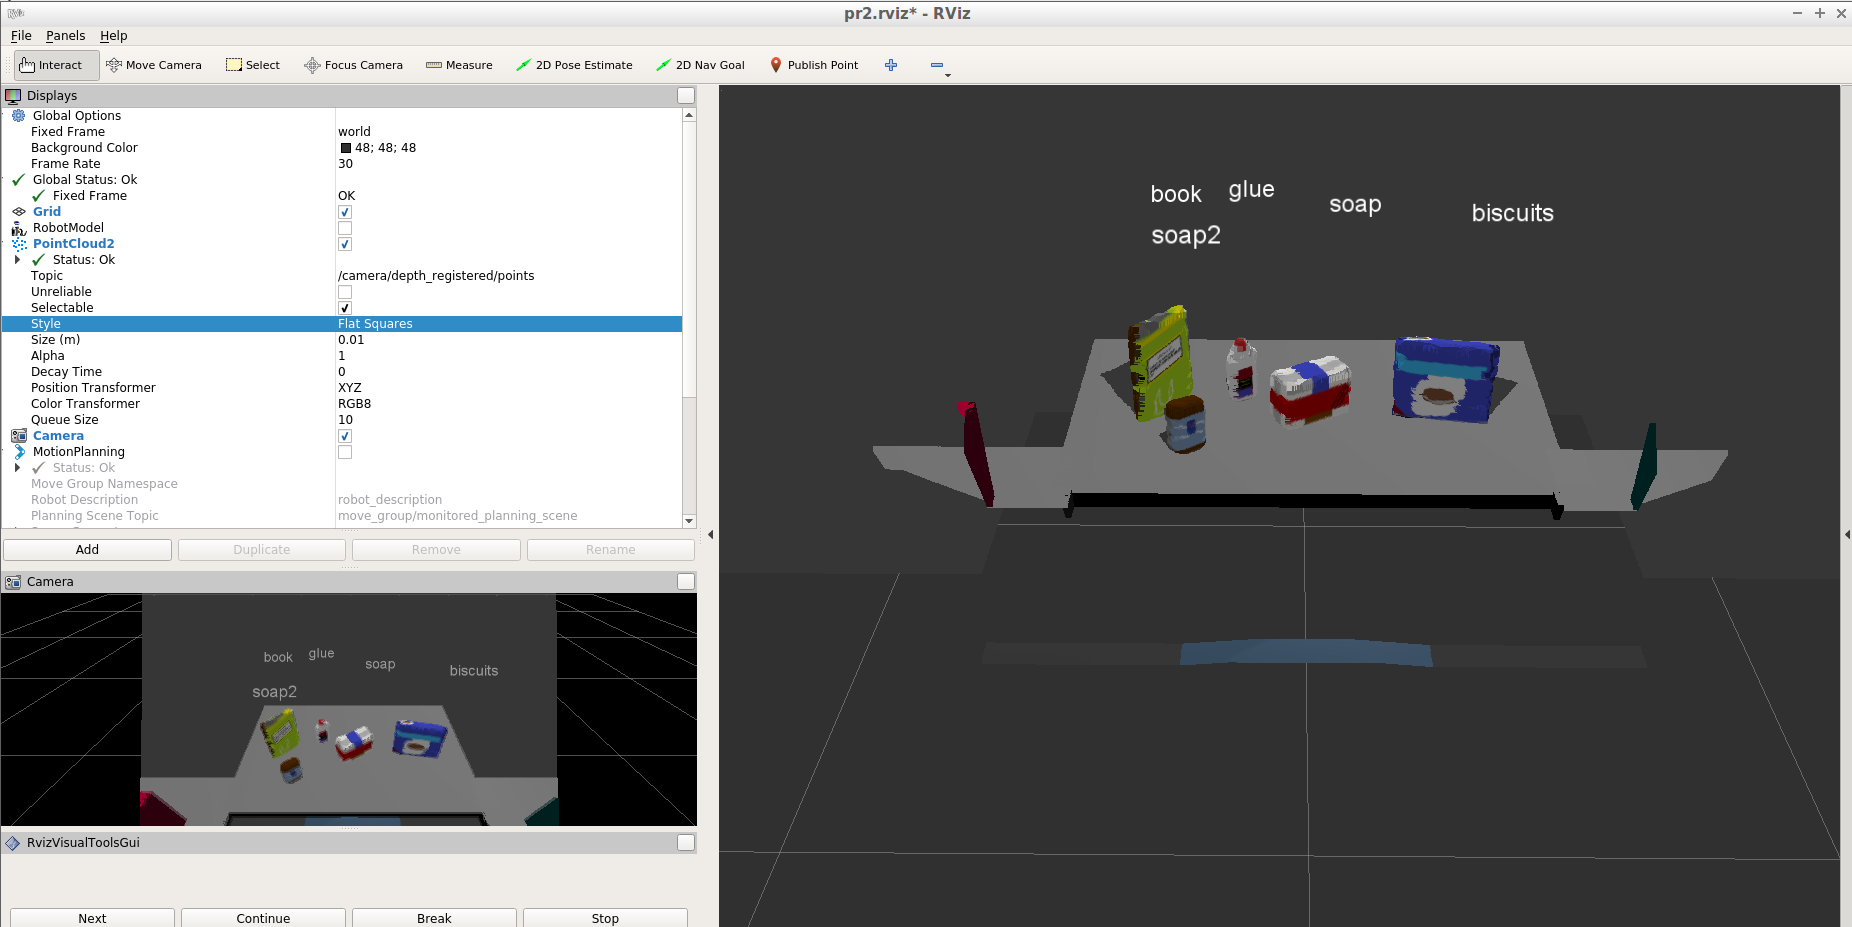 pr2.rviz* - RViz
File Panels Help
Interact Move Camera Select Focus Camera Measure 2D Pose Estimate 2D Nav Goal Publish Point
Displays
Global Options
Fixed Frame world
Background Color 48; 48; 48
Frame Rate 30
Global Status: Ok
Fixed Frame OK
Grid
RobotModel
PointCloud2
Status: Ok
Topic /camera/depth_registered/points
Unreliable
Selectable
Style Flat Squares
Size (m) 0.01
Alpha 1
Decay Time 0
Position Transformer XYZ
Color Transformer RGB8
Queue Size 10
Camera
MotionPlanning
Status: Ok
Move Group Namespace
Robot Description robot_description
Planning Scene Topic move_group/monitored_planning_scene
Add Duplicate Remove Rename
Camera
book glue soap biscuits
soap2
RvizVisualToolsGui
Next Continue Break Stop
book glue soap biscuits
soap2